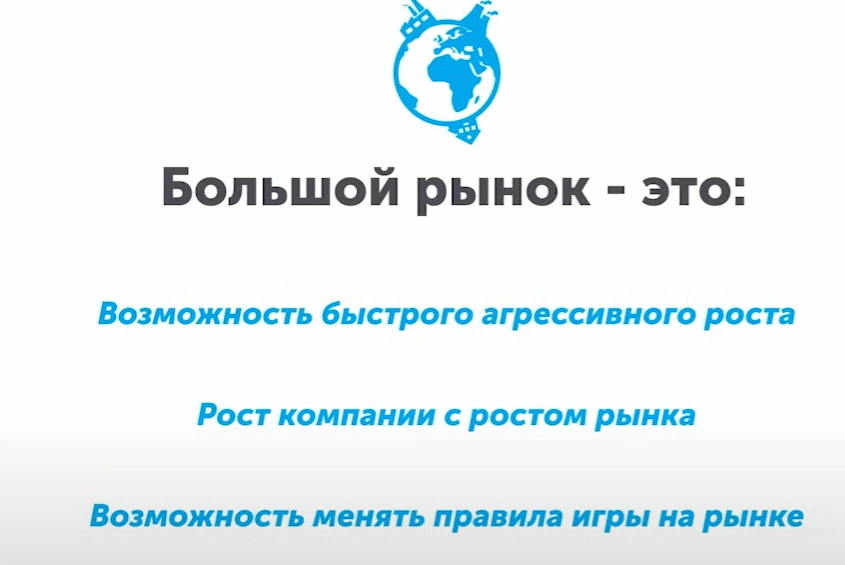 Большой рынок - это:
Возможность быстрого агрессивного роста
Рост компании с ростом рынка
Возможность менять правила игры на рынке